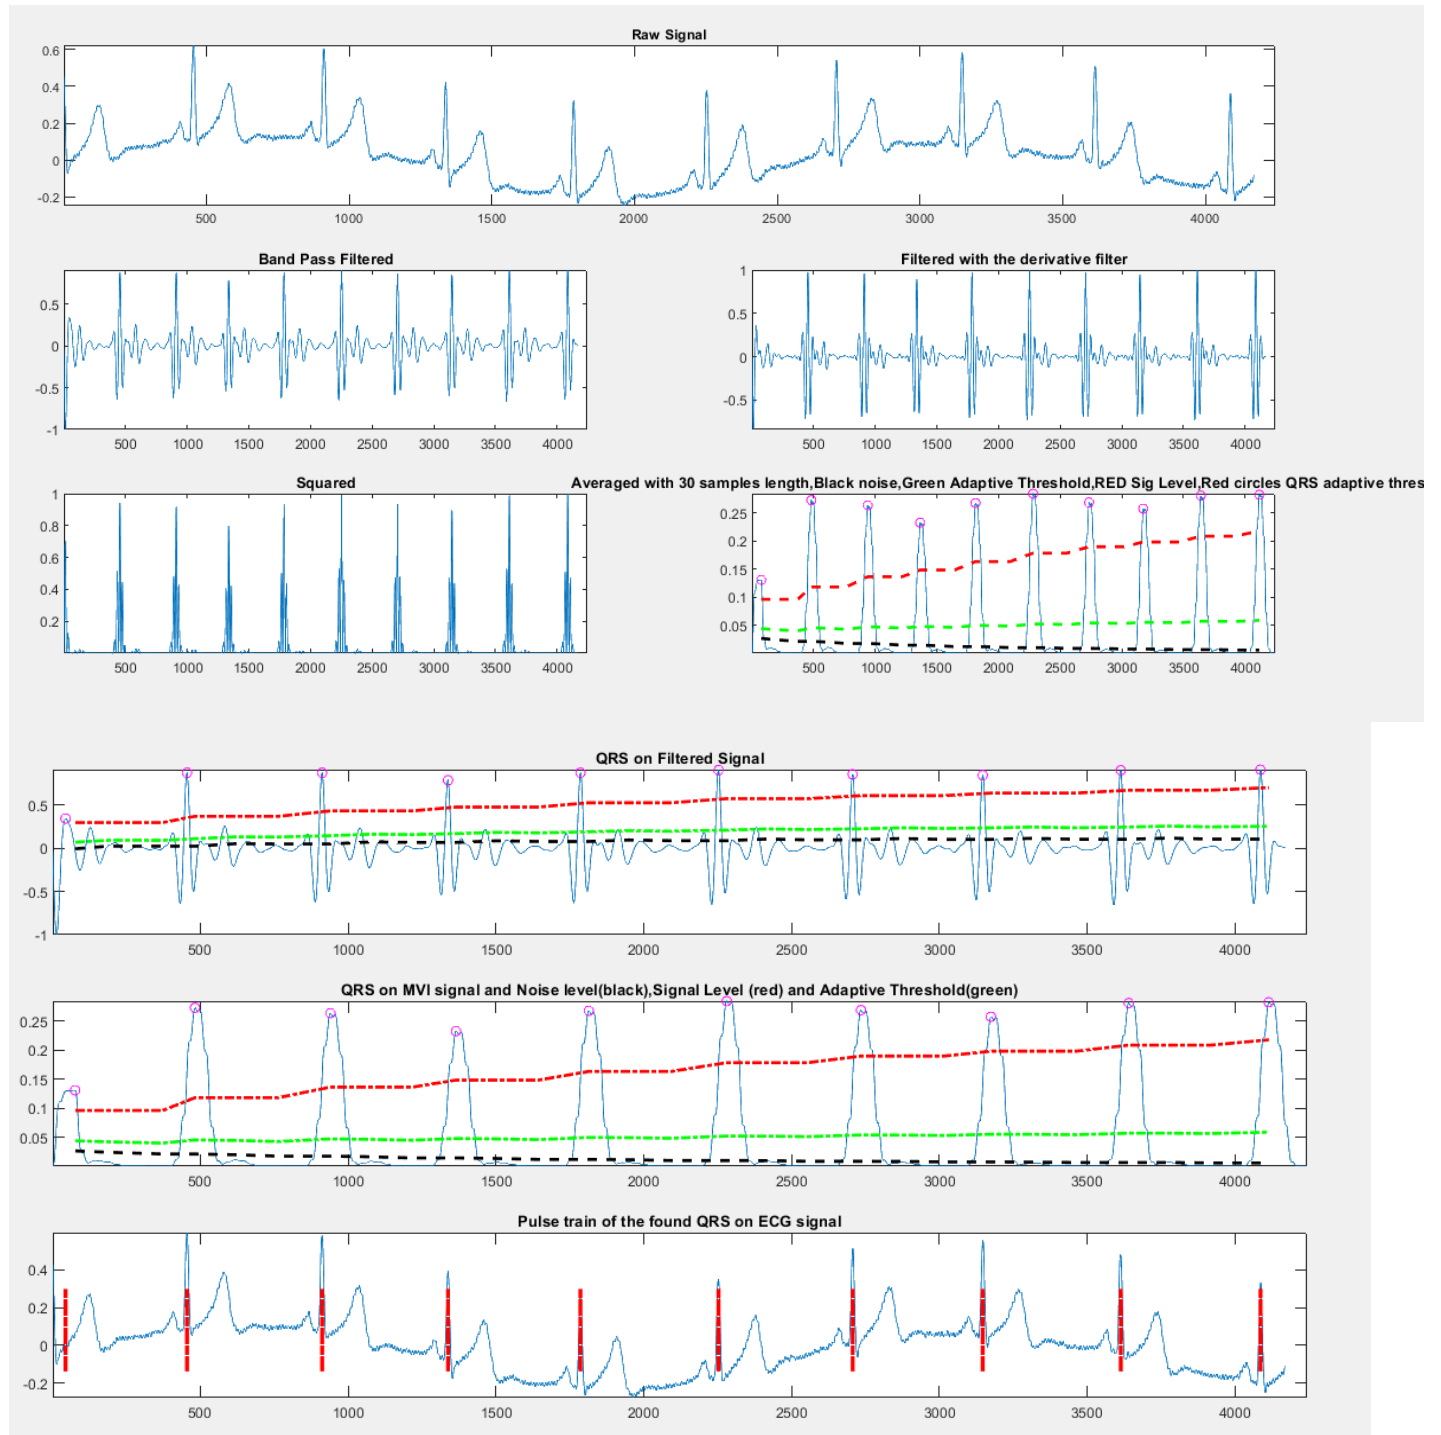 Raw Signal
0.6
0.4
0.2
0
-0.2
500 1000 1500 2000 2500 3000 3500 4000
Band Pass Filtered
0.5
0
-0.5
-1
500 1000 1500 2000 2500 3000 3500 4000
Filtered with the derivative filter
1
0.5
0
-0.5
500 1000 1500 2000 2500 3000 3500 4000
Squared
1
0.8
0.6
0.4
0.2
500 1000 1500 2000 2500 3000 3500 4000
Averaged with 30 samples length,Black noise,Green Adaptive Threshold,RED Sig Level,Red circles QRS adaptive thres
0.25
0.2
0.15
0.1
0.05
500 1000 1500 2000 2500 3000 3500 4000
QRS on Filtered Signal
0.5
0
-0.5
-1
500 1000 1500 2000 2500 3000 3500 4000
QRS on MVI signal and Noise level(black),Signal Level (red) and Adaptive Threshold(green)
0.25
0.2
0.15
0.1
0.05
500 1000 1500 2000 2500 3000 3500 4000
Pulse train of the found QRS on ECG signal
0.4
0.2
0
-0.2
500 1000 1500 2000 2500 3000 3500 4000